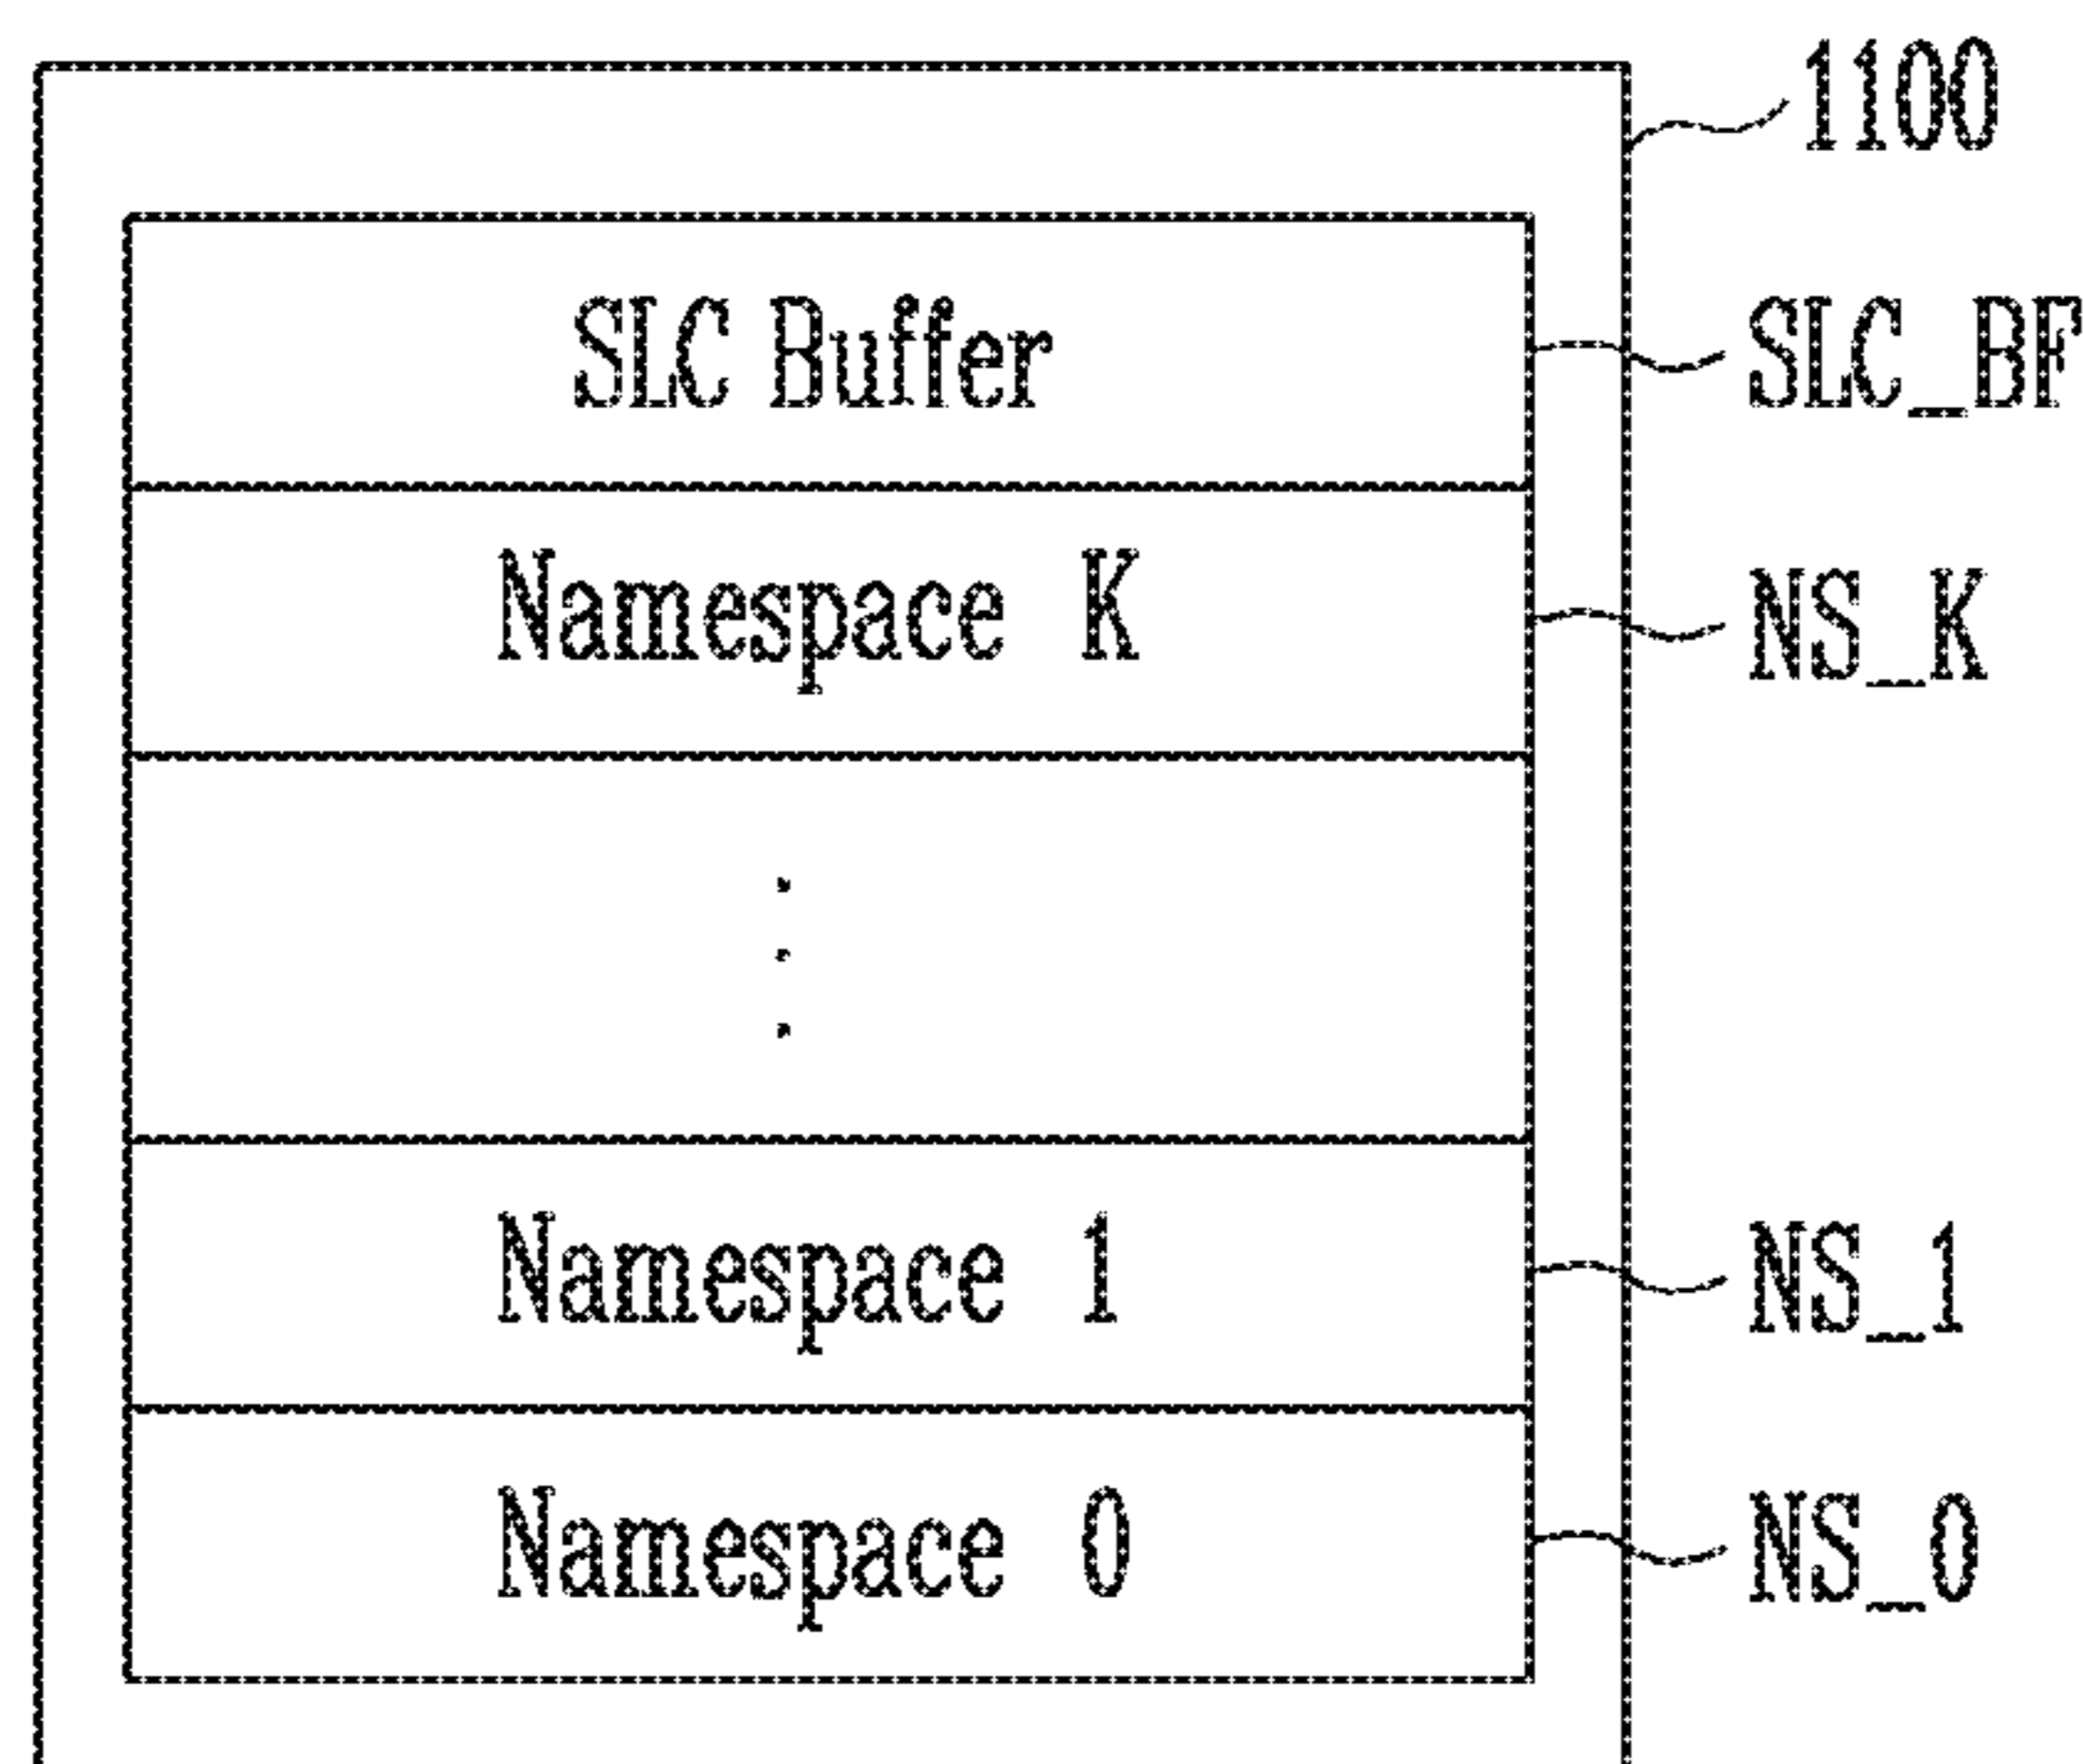 1100
SLC Buffer SLC_BF
Namespace K NS_K
Namespace 1 NS_1
Namespace 0 NS_0